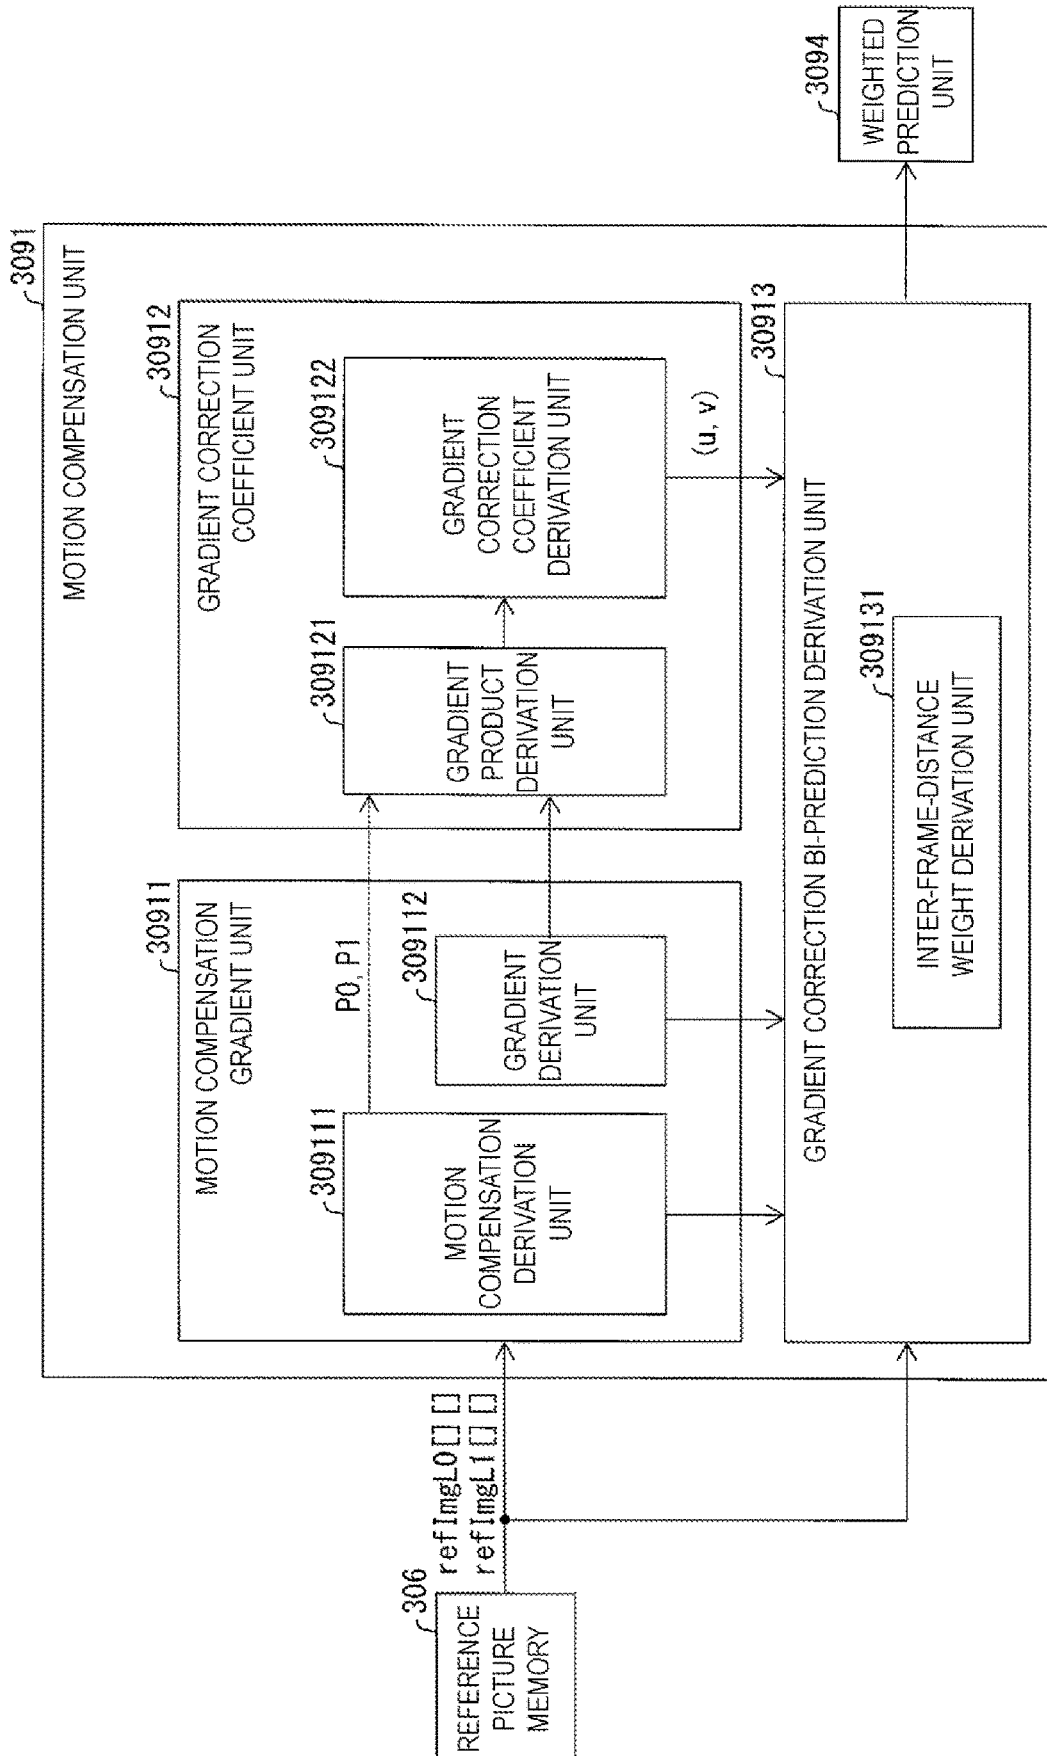 3091
MOTION COMPENSATION UNIT
30911
MOTION COMPENSATION
GRADIENT UNIT
309111
MOTION
COMPENSATION
DERIVATION
UNIT
P0, P1
309112
GRADIENT
DERIVATION
UNIT
30912
GRADIENT CORRECTION
COEFFICIENT UNIT
309121
GRADIENT
PRODUCT
DERIVATION
UNIT
309122
GRADIENT
CORRECTION
COEFFICIENT
DERIVATION UNIT
(u, v)
306
REFERENCE
PICTURE
MEMORY
refImgL0[] []
refImgL1[] []
30913
GRADIENT CORRECTION BI-PREDICTION DERIVATION UNIT
309131
INTER-FRAME-DISTANCE
WEIGHT DERIVATION UNIT
3094
WEIGHTED
PREDICTION
UNIT